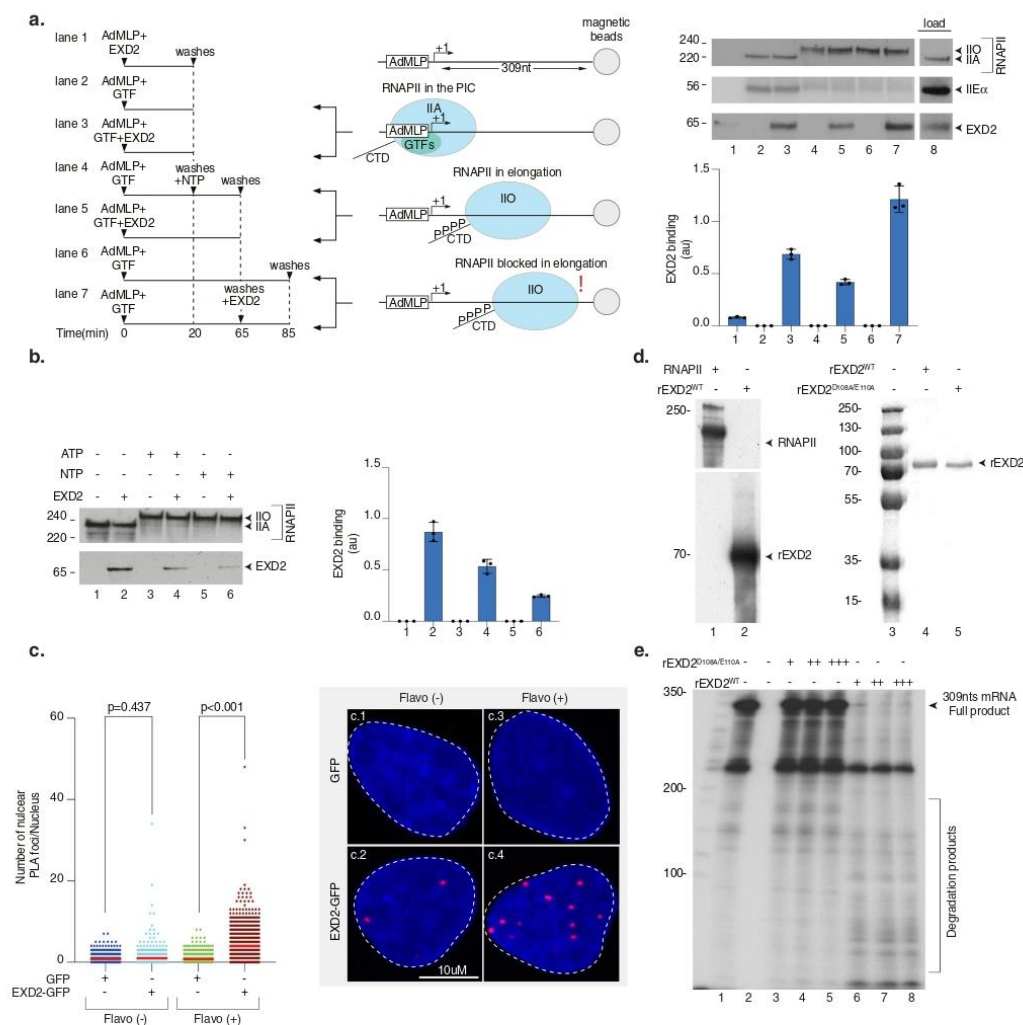 a.
lane 1
AdMLP+
EXD2
washes
lane 2
AdMLP+
GTF
lane 3
AdMLP+
GTF+EXD2
lane 4
AdMLP+
GTF
washes
+NTP
washes
lane 5
AdMLP+
GTF+EXD2
lane 6
AdMLP+
GTF
washes
lane 7
AdMLP+
GTF
washes
+EXD2
Time(min) 0 20 65 85
magnetic
beads
AdMLP +1
309nt
RNAPII in the PIC
IIA
AdMLP +1
GTFs
CTD
RNAPII in elongation
AdMLP +1 IIO
PPPP
CTD
RNAPII blocked in elongation
AdMLP +1 IIO !
PPPP
CTD
load
240 -
220 -
IIO
IIA
RNAPII
56 - IIEα
65 - EXD2
1 2 3 4 5 6 7 8
EXD2 binding
(au)
1.5
1.0
0.5
0.0
1 2 3 4 5 6 7
b.
ATP - - + + - -
NTP - - - - + +
EXD2 - + - + - +
240 -
220 -
IIO
IIA
RNAPII
65 - EXD2
1 2 3 4 5 6
EXD2 binding
(au)
1.5
1.0
0.5
0.0
1 2 3 4 5 6
d.
RNAPII + -
rEXD2WT - +
250-
RNAPII
70- rEXD2
1 2
rEXD2WT - + -
rEXD2D108A/E110A - - +
250-
130-
100-
70-
55-
35-
15-
rEXD2
3 4 5
c.
Number of nulcear
PLA foci/Nucleus
60
40
20
0
p=0.437 p<0.001
GFP + - + -
EXD2-GFP - + - +
Flavo (-) Flavo (+)
Flavo (-) Flavo (+)
GFP
c.1 c.3
EXD2-GFP
c.2 c.4
10uM
e.
rEXD2D108A/E110A - - + ++ +++ - - -
rEXD2WT - - - - - + ++ +++
350-
200-
100-
309nts mRNA
Full product
Degradation products
1 2 3 4 5 6 7 8